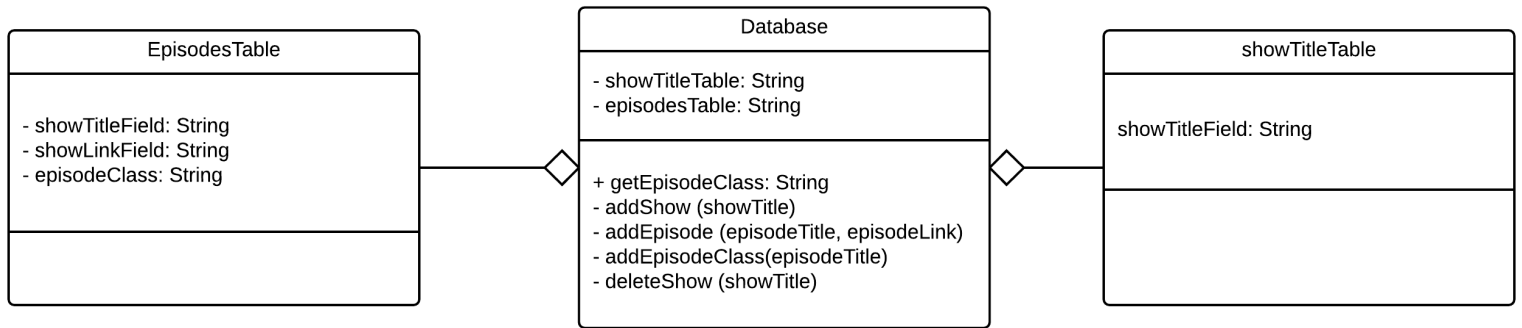 EpisodesTable
- showTitleField: String
- showLinkField: String
- episodeClass: String
Database
- showTitleTable: String
- episodesTable: String
+ getEpisodeClass: String
- addShow (showTitle)
- addEpisode (episodeTitle, episodeLink)
- addEpisodeClass(episodeTitle)
- deleteShow (showTitle)
showTitleTable
showTitleField: String